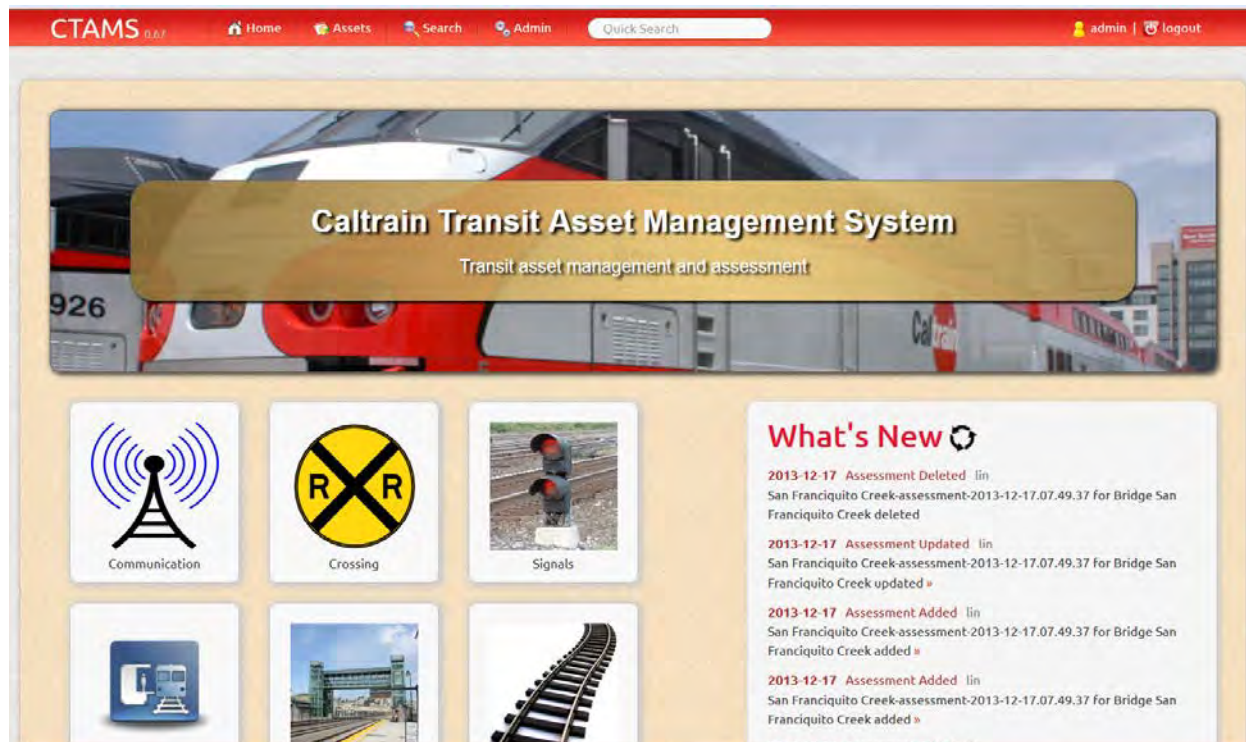 CTAMS 0.6.7 Home Assets Search Admin Quick Search admin | logout
Caltrain Transit Asset Management System
Transit asset management and assessment
926
Caltrain
R R
Communication
Crossing
Signals
What's New
2013-12-17 Assessment Deleted lin
San Franciquito Creek-assessment-2013-12-17.07.49.37 for Bridge San
Franciquito Creek deleted
2013-12-17 Assessment Updated lin
San Franciquito Creek-assessment-2013-12-17.07.49.37 for Bridge San
Franciquito Creek updated »
2013-12-17 Assessment Added lin
San Franciquito Creek-assessment-2013-12-17.07.49.37 for Bridge San
Franciquito Creek added »
2013-12-17 Assessment Added lin
San Franciquito Creek-assessment-2013-12-17.07.49.37 for Bridge San
Franciquito Creek added »